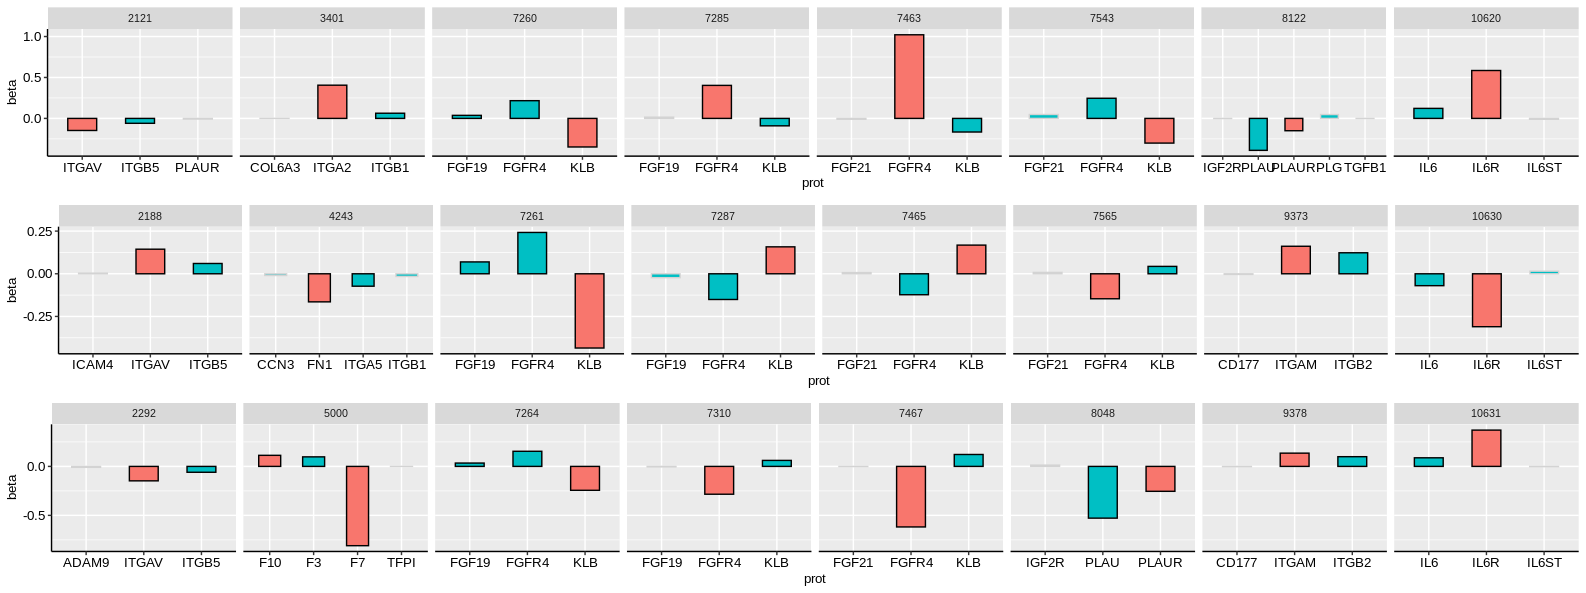 2121 3401 7260 7285 7463 7543 8122 10620
1.0
0.5
0.0
beta
ITGAV ITGB5 PLAUR COL6A3 ITGA2 ITGB1 FGF19 FGFR4 KLB FGF19 FGFR4 KLB FGF21 FGFR4 KLB FGF21 FGFR4 KLB IGF2R PLAU PLAUR PLG TGFB1 IL6 IL6R IL6ST
prot
2188 4243 7261 7287 7465 7565 9373 10630
0.25
0.00
-0.25
beta
ICAM4 ITGAV ITGB5 CCN3 FN1 ITGA5 ITGB1 FGF19 FGFR4 KLB FGF19 FGFR4 KLB FGF21 FGFR4 KLB FGF21 FGFR4 KLB CD177 ITGAM ITGB2 IL6 IL6R IL6ST
prot
2292 5000 7264 7310 7467 8048 9378 10631
0.0
-0.5
beta
ADAM9 ITGAV ITGB5 F10 F3 F7 TFPI FGF19 FGFR4 KLB FGF19 FGFR4 KLB FGF21 FGFR4 KLB IGF2R PLAU PLAUR CD177 ITGAM ITGB2 IL6 IL6R IL6ST
prot